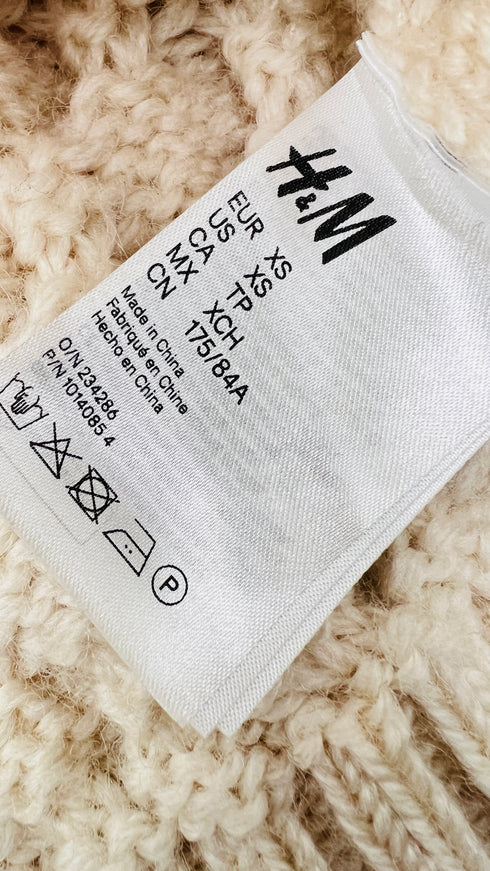 H&M
EUR XS
US XS
CA TP
MX XCH
CN 175/84A
Made in China
Fabriqué en Chine
Hecho en China
O/N 234286
P/N 1014085.4
P